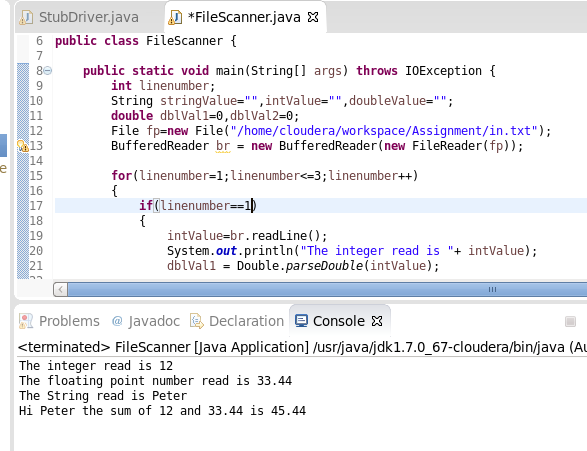 StubDriver.java
*FileScanner.java
6 public class FileScanner {
7
8 public static void main(String[] args) throws IOException {
9 int linenumber;
10 String stringValue="",intValue="",doubleValue="";
11 double dblVal1=0,dblVal2=0;
12 File fp=new File("/home/cloudera/workspace/Assignment/in.txt");
13 BufferedReader br = new BufferedReader(new FileReader(fp));
14
15 for(linenumber=1;linenumber<=3;linenumber++)
16 {
17 if(linenumber==1)
18 {
19 intValue=br.readLine();
20 System.out.println("The integer read is "+ intValue);
21 dblVal1 = Double.parseDouble(intValue);
Problems @ Javadoc Declaration Console
<terminated> FileScanner [Java Application] /usr/java/jdk1.7.0_67-cloudera/bin/java (Au
The integer read is 12
The floating point number read is 33.44
The String read is Peter
Hi Peter the sum of 12 and 33.44 is 45.44